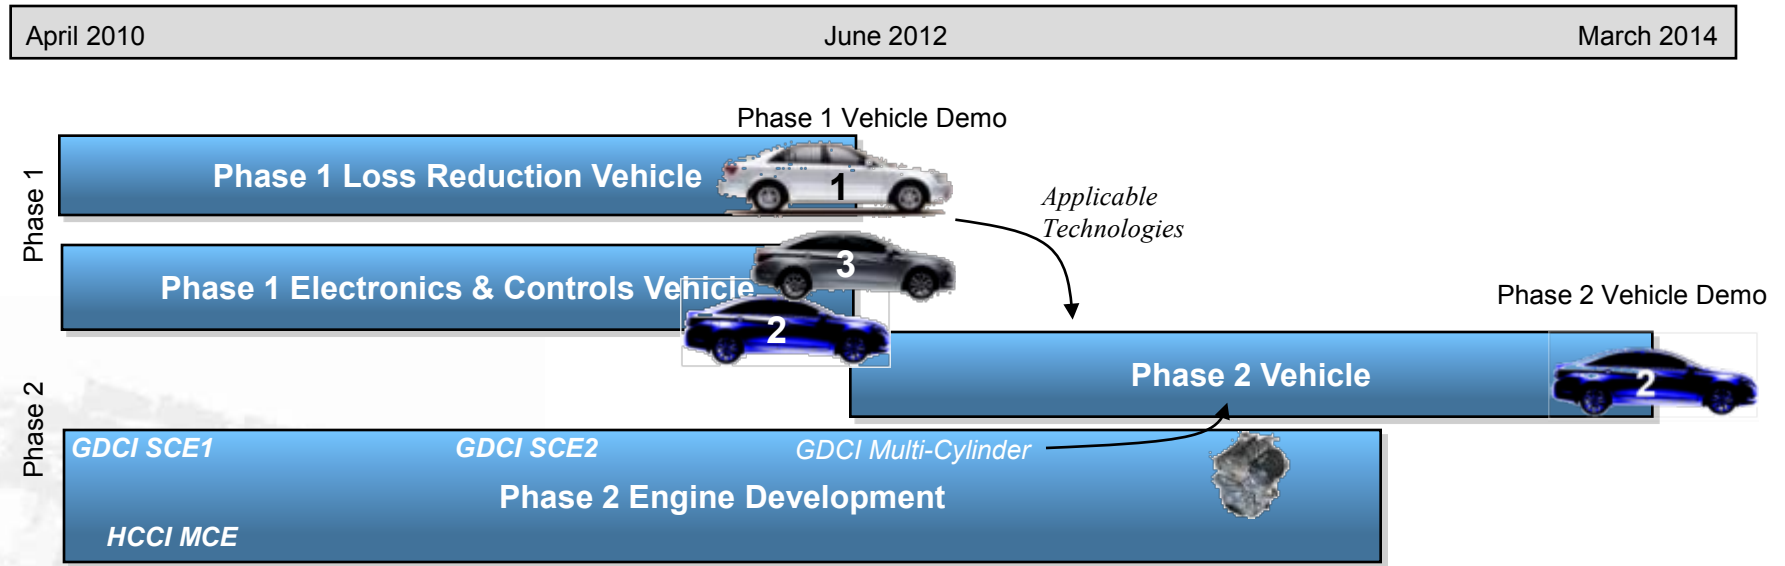 April 2010 June 2012 March 2014
Phase 1 Vehicle Demo
Phase 1
Phase 1 Loss Reduction Vehicle
1
Applicable
Technologies
3
Phase 1 Electronics & Controls Vehicle
2
Phase 2 Vehicle Demo
Phase 2 Vehicle
2
Phase 2
GDCI SCE1 GDCI SCE2 GDCI Multi-Cylinder
Phase 2 Engine Development
HCCI MCE